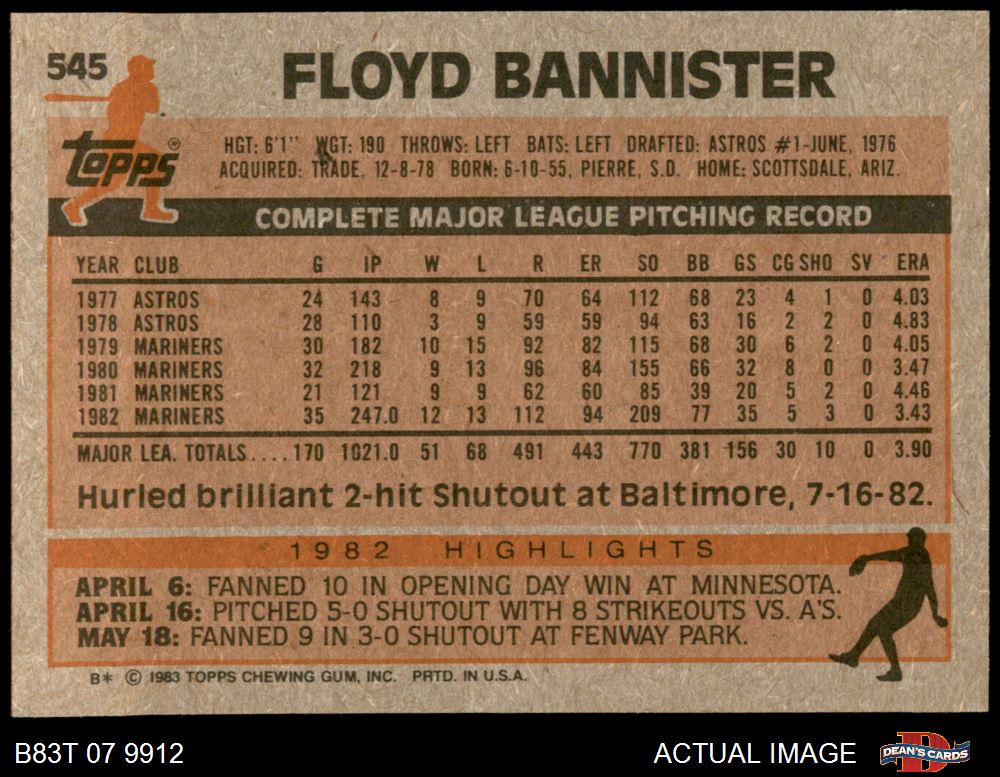 545
FLOYD BANNISTER
TOPPS®
HGT: 6'1" WGT: 190 THROWS: LEFT BATS: LEFT DRAFTED: ASTROS #1-JUNE, 1976
ACQUIRED: TRADE, 12-8-78 BORN: 6-10-55, PIERRE, S.D. HOME: SCOTTSDALE, ARIZ.
COMPLETE MAJOR LEAGUE PITCHING RECORD
YEAR CLUB G IP W L R ER SO BB GS CG SHO SV ERA
1977 ASTROS 24 143 8 9 70 64 112 68 23 4 1 0 4.03
1978 ASTROS 28 110 3 9 59 59 94 63 16 2 2 0 4.83
1979 MARINERS 30 182 10 15 92 82 115 68 30 6 2 0 4.05
1980 MARINERS 32 218 9 13 96 84 155 66 32 8 0 0 3.47
1981 MARINERS 21 121 9 9 62 60 85 39 20 5 2 0 4.46
1982 MARINERS 35 247.0 12 13 112 94 209 77 35 5 3 0 3.43
MAJOR LEA. TOTALS....170 1021.0 51 68 491 443 770 381 156 30 10 0 3.90
Hurled brilliant 2-hit Shutout at Baltimore, 7-16-82.
1982 HIGHLIGHTS
APRIL 6: FANNED 10 IN OPENING DAY WIN AT MINNESOTA.
APRIL 16: PITCHED 5-0 SHUTOUT WITH 8 STRIKEOUTS VS. A'S.
MAY 18: FANNED 9 IN 3-0 SHUTOUT AT FENWAY PARK.
B* © 1983 TOPPS CHEWING GUM, INC. PRTD. IN U.S.A.
B83T 07 9912
ACTUAL IMAGE
DEAN'S CARDS